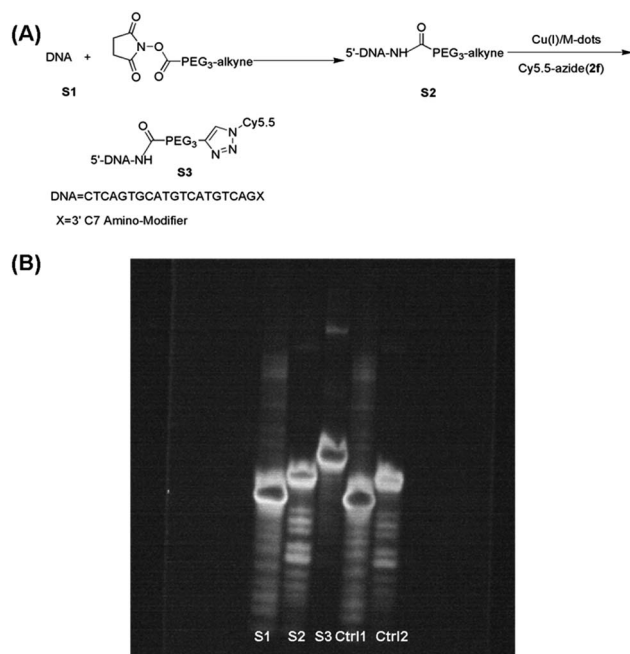 (A)
DNA + N O O O O PEG3-alkyne
S1
5'-DNA-NH O PEG3-alkyne
S2
Cu(I)/M-dots
Cy5.5-azide(2f)
5'-DNA-NH O PEG3 N N N Cy5.5
S3
DNA=CTCAGTGCATGTCATGTCAGX
X=3' C7 Amino-Modifier
(B)
S1 S2 S3 Ctrl1 Ctrl2